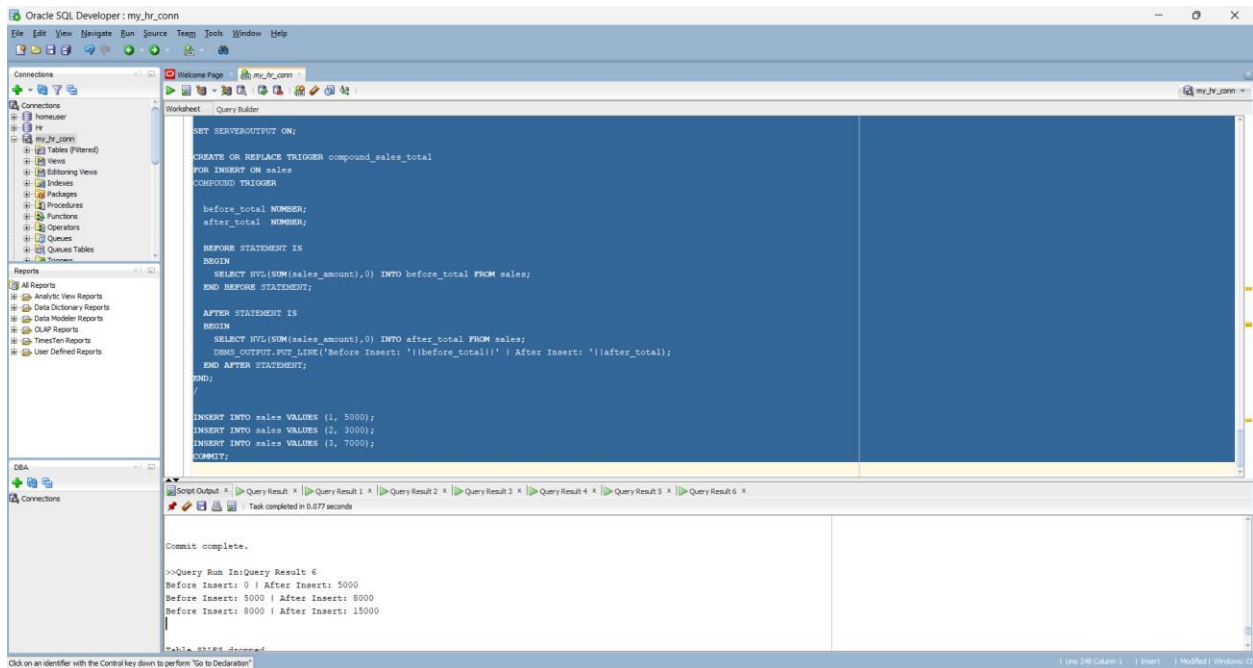 Oracle SQL Developer : my_hr_conn
File Edit View Navigate Run Source Team Tools Window Help
Connections
Connections
homeuser
Hr
my_hr_conn
Tables (Filtered)
Views
Editioning Views
Indexes
Packages
Procedures
Functions
Operators
Queues
Queues Tables
Triggers
Reports
All Reports
Analytic View Reports
Data Dictionary Reports
Data Modeler Reports
OLAP Reports
TimesTen Reports
User Defined Reports
DBA
Connections
Welcome Page my_hr_conn
my_hr_conn
Worksheet Query Builder
SET SERVEROUTPUT ON;
CREATE OR REPLACE TRIGGER compound_sales_total
FOR INSERT ON sales
COMPOUND TRIGGER
before_total NUMBER;
after_total NUMBER;
BEFORE STATEMENT IS
BEGIN
SELECT NVL(SUM(sales_amount),0) INTO before_total FROM sales;
END BEFORE STATEMENT;
AFTER STATEMENT IS
BEGIN
SELECT NVL(SUM(sales_amount),0) INTO after_total FROM sales;
DBMS_OUTPUT.PUT_LINE('Before Insert: '||before_total||' | After Insert: '||after_total);
END AFTER STATEMENT;
END;
/
INSERT INTO sales VALUES (1, 5000);
INSERT INTO sales VALUES (2, 3000);
INSERT INTO sales VALUES (3, 7000);
COMMIT;
Script Output x Query Result x Query Result 1 x Query Result 2 x Query Result 3 x Query Result 4 x Query Result 5 x Query Result 6 x
Task completed in 0.077 seconds
Commit complete.
>>Query Run In:Query Result 6
Before Insert: 0 | After Insert: 5000
Before Insert: 5000 | After Insert: 8000
Before Insert: 8000 | After Insert: 15000
Table SALES dropped
Click on an identifier with the Control key down to perform "Go to Declaration"
Line 248 Column 1 | Insert | Modified | Windows: C